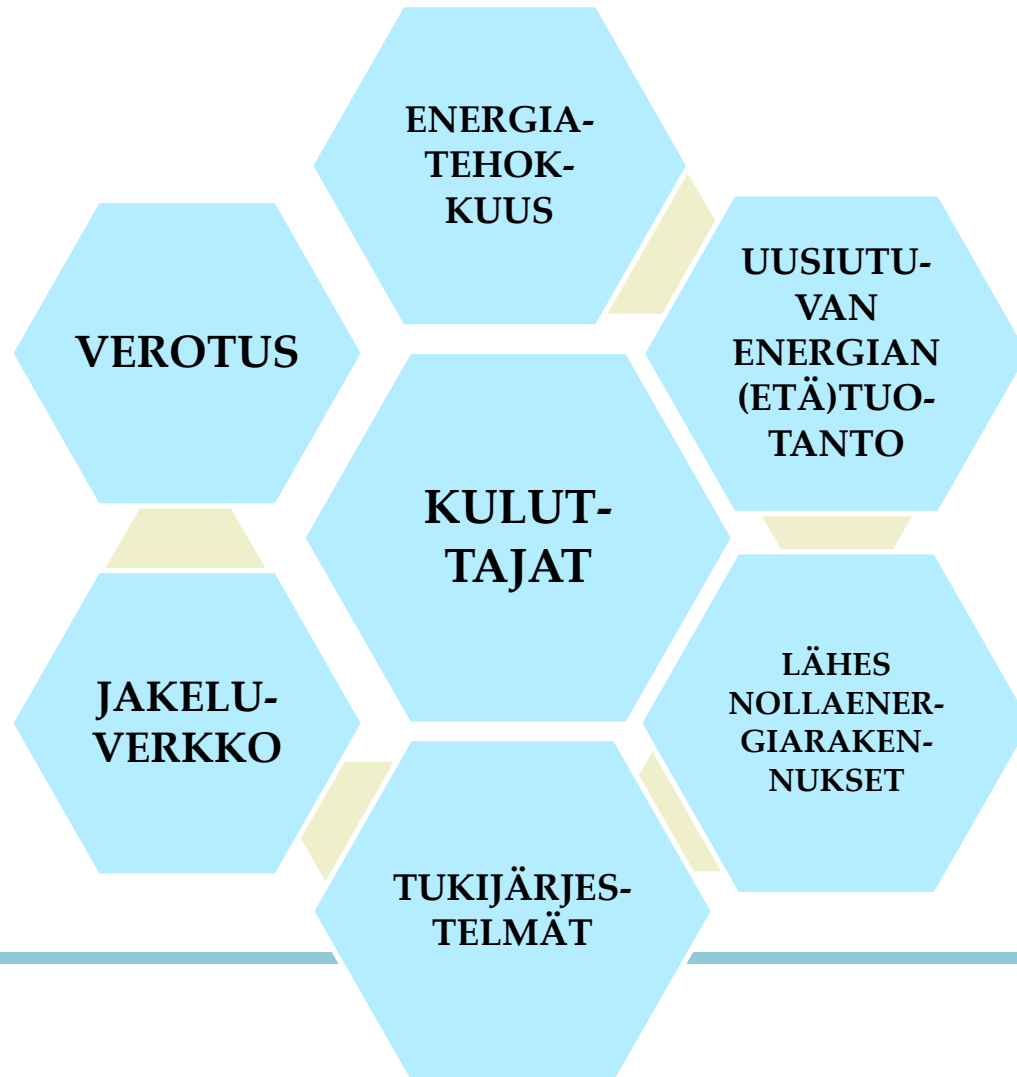 ENERGIA-
TEHOK-
KUUS
UUSIUTU-
VAN
ENERGIAN
(ETÄ)TUO-
TANTO
VEROTUS
KULUT-
TAJAT
LÄHES
NOLLAENER-
GIARAKEN-
NUKSET
JAKELU-
VERKKO
TUKIJÄRJES-
TELMÄT